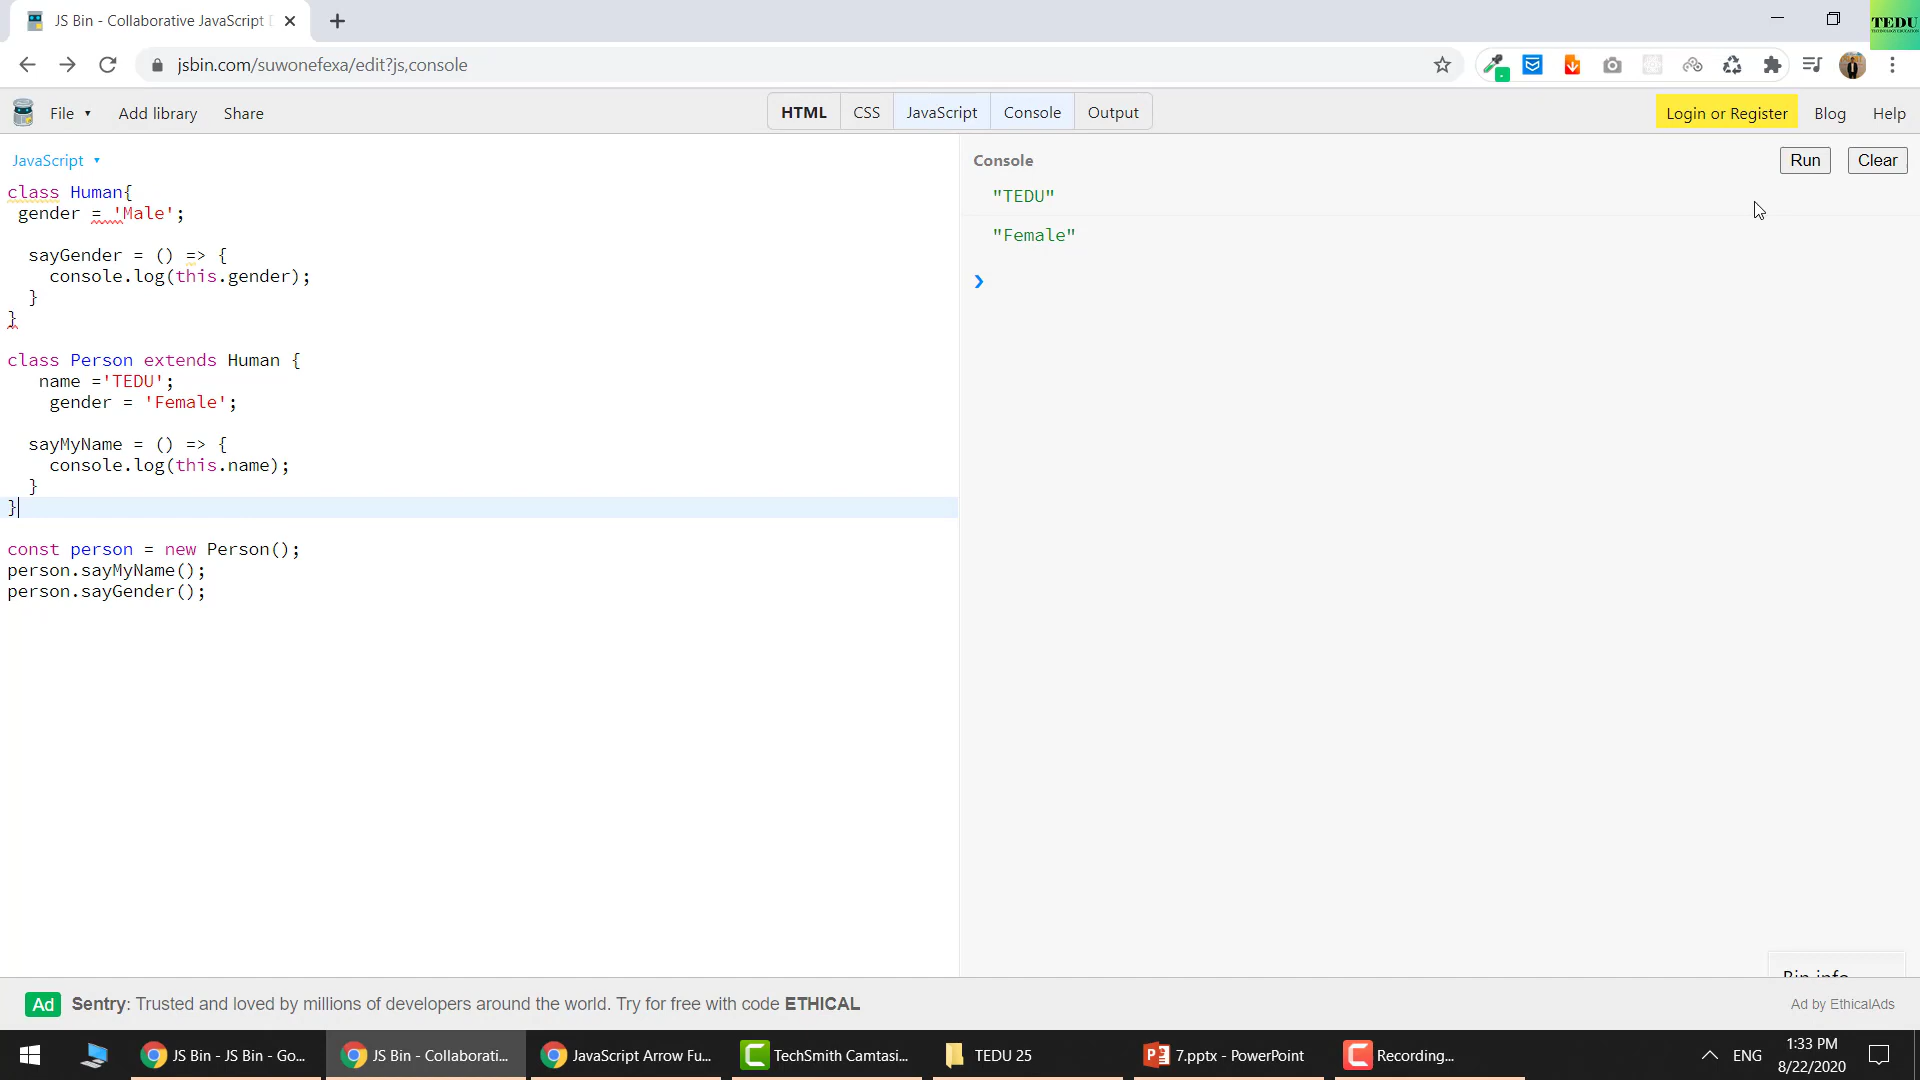 JS Bin - Collaborative JavaScript D
TEDU
TECHNOLOGY EDUCATION
jsbin.com/suwonefexa/edit?js,console
File
Add library
Share
HTML
CSS
JavaScript
Console
Output
Login or Register
Blog
Help
JavaScript
class Human{
gender = 'Male';
sayGender = () => {
console.log(this.gender);
}
}
class Person extends Human {
name ='TEDU';
gender = 'Female';
sayMyName = () => {
console.log(this.name);
}
}
const person = new Person();
person.sayMyName();
person.sayGender();
Console
Run
Clear
"TEDU"
"Female"
Bin info
Ad
Sentry: Trusted and loved by millions of developers around the world. Try for free with code ETHICAL
Ad by EthicalAds
JS Bin - JS Bin - Go...
JS Bin - Collaborati...
JavaScript Arrow Fu...
TechSmith Camtasi...
TEDU 25
7.pptx - PowerPoint
Recording...
ENG
1:33 PM
8/22/2020